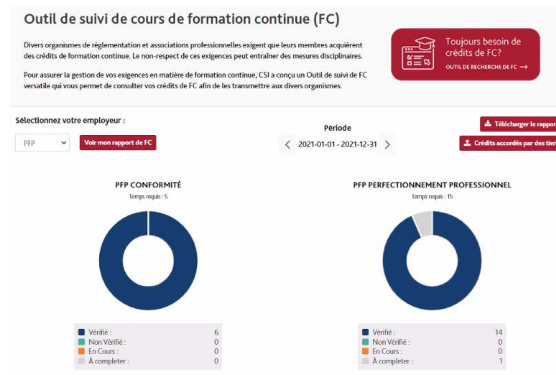 Outil de suivi de cours de formation continue (FC)
Divers organismes de réglementation et associations professionnelles exigent que leurs membres acquièrent
des crédits de formation continue. Le non-respect de ces exigences peut entraîner des mesures disciplinaires.
Pour assurer la gestion de vos exigences en matière de formation continue, CSI a conçu un Outil de suivi de FC
versatile qui vous permet de consulter vos crédits de FC afin de les transmettre aux divers organismes.
Toujours besoin de
crédits de FC?
OUTIL DE RECHERCHE DE FC →
Sélectionnez votre employeur :
PFP
Voir mon rapport de FC
Période
< 2021-01-01 - 2021-12-31 >
Télécharger le rapport
Crédits accordés par des tier
PFP CONFORMITÉ
Temps requis : 5
Vérifié : 6
Non Vérifié : 0
En Cours : 0
À completer : 0
PFP PERFECTIONNEMENT PROFESSIONNEL
Temps requis : 15
Vérifié : 14
Non Vérifié : 0
En Cours : 0
À completer : 1